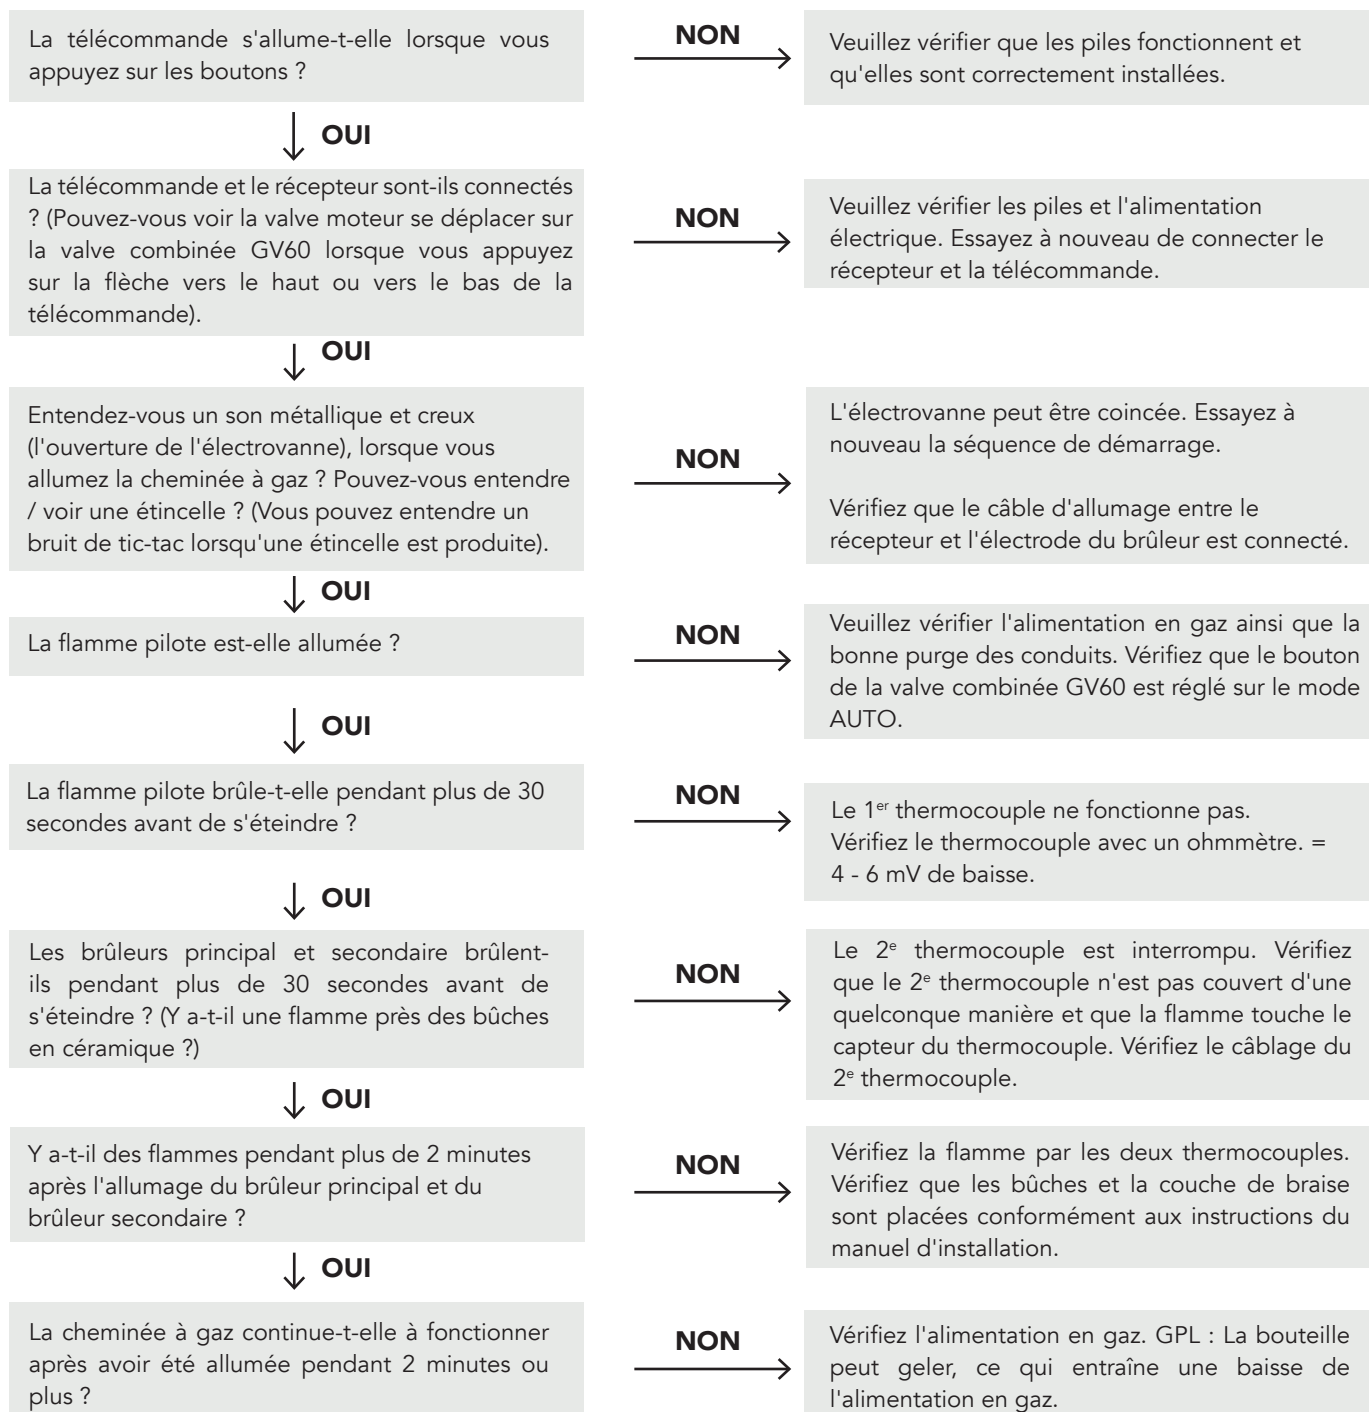 La télécommande s'allume-t-elle lorsque vous
appuyez sur les boutons ?
NON
Veuillez vérifier que les piles fonctionnent et
qu'elles sont correctement installées.
OUI
La télécommande et le récepteur sont-ils connectés
? (Pouvez-vous voir la valve moteur se déplacer sur
la valve combinée GV60 lorsque vous appuyez
sur la flèche vers le haut ou vers le bas de la
télécommande).
NON
Veuillez vérifier les piles et l'alimentation
électrique. Essayez à nouveau de connecter le
récepteur et la télécommande.
OUI
Entendez-vous un son métallique et creux
(l'ouverture de l'électrovanne), lorsque vous
allumez la cheminée à gaz ? Pouvez-vous entendre
/ voir une étincelle ? (Vous pouvez entendre un
bruit de tic-tac lorsqu'une étincelle est produite).
NON
L'électrovanne peut être coincée. Essayez à
nouveau la séquence de démarrage.
Vérifiez que le câble d'allumage entre le
récepteur et l'électrode du brûleur est connecté.
OUI
La flamme pilote est-elle allumée ?
NON
Veuillez vérifier l'alimentation en gaz ainsi que la
bonne purge des conduits. Vérifiez que le bouton
de la valve combinée GV60 est réglé sur le mode
AUTO.
OUI
La flamme pilote brûle-t-elle pendant plus de 30
secondes avant de s'éteindre ?
NON
Le 1er thermocouple ne fonctionne pas.
Vérifiez le thermocouple avec un ohmmètre. =
4 - 6 mV de baisse.
OUI
Les brûleurs principal et secondaire brûlent-
ils pendant plus de 30 secondes avant de
s'éteindre ? (Y a-t-il une flamme près des bûches
en céramique ?)
NON
Le 2e thermocouple est interrompu. Vérifiez
que le 2e thermocouple n'est pas couvert d'une
quelconque manière et que la flamme touche le
capteur du thermocouple. Vérifiez le câblage du
2e thermocouple.
OUI
Y a-t-il des flammes pendant plus de 2 minutes
après l'allumage du brûleur principal et du
brûleur secondaire ?
NON
Vérifiez la flamme par les deux thermocouples.
Vérifiez que les bûches et la couche de braise
sont placées conformément aux instructions du
manuel d'installation.
OUI
La cheminée à gaz continue-t-elle à fonctionner
après avoir été allumée pendant 2 minutes ou
plus ?
NON
Vérifiez l'alimentation en gaz. GPL : La bouteille
peut geler, ce qui entraîne une baisse de
l'alimentation en gaz.